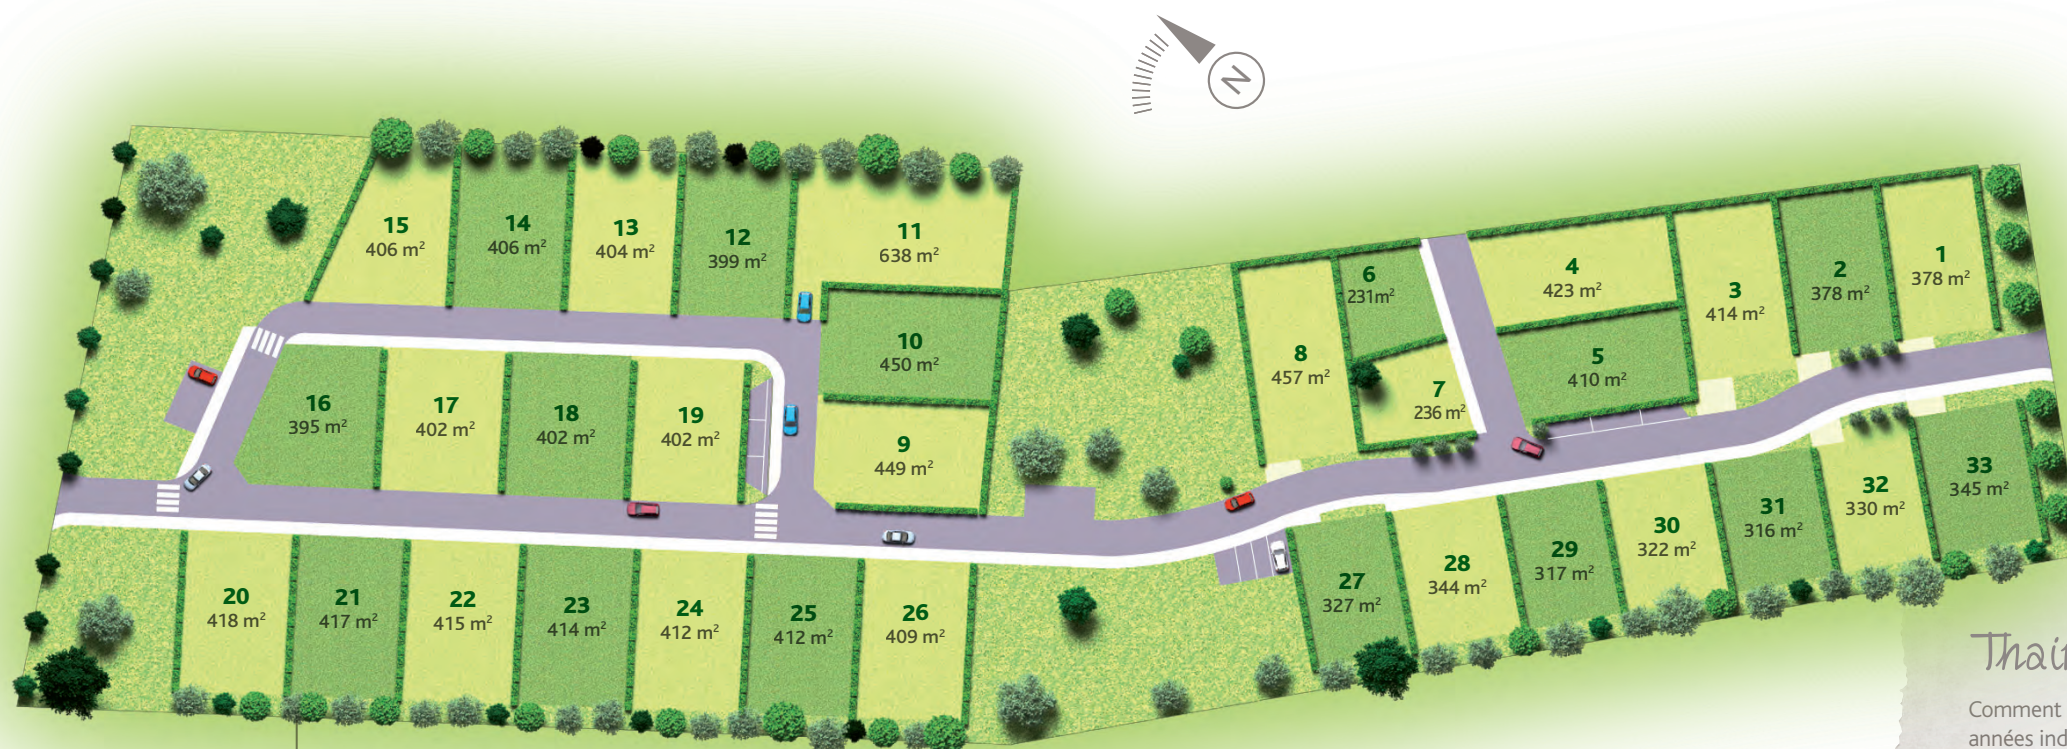 N
15
406 m²
14
406 m²
13
404 m²
12
399 m²
11
638 m²
10
450 m²
9
449 m²
16
395 m²
17
402 m²
18
402 m²
19
402 m²
20
418 m²
21
417 m²
22
415 m²
23
414 m²
24
412 m²
25
412 m²
26
409 m²
8
457 m²
6
231m²
7
236 m²
4
423 m²
5
410 m²
3
414 m²
2
378 m²
1
378 m²
27
327 m²
28
344 m²
29
317 m²
30
322 m²
31
316 m²
32
330 m²
33
345 m²
Comment
années